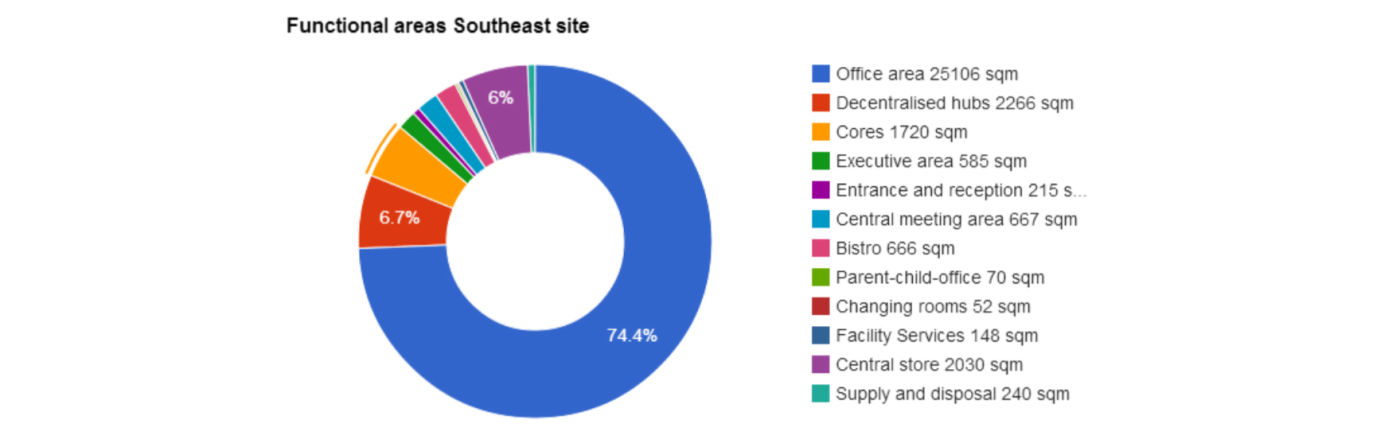 Functional areas Southeast site
6%
6.7%
74.4%
Office area 25106 sqm
Decentralised hubs 2266 sqm
Cores 1720 sqm
Executive area 585 sqm
Entrance and reception 215 s...
Central meeting area 667 sqm
Bistro 666 sqm
Parent-child-office 70 sqm
Changing rooms 52 sqm
Facility Services 148 sqm
Central store 2030 sqm
Supply and disposal 240 sqm